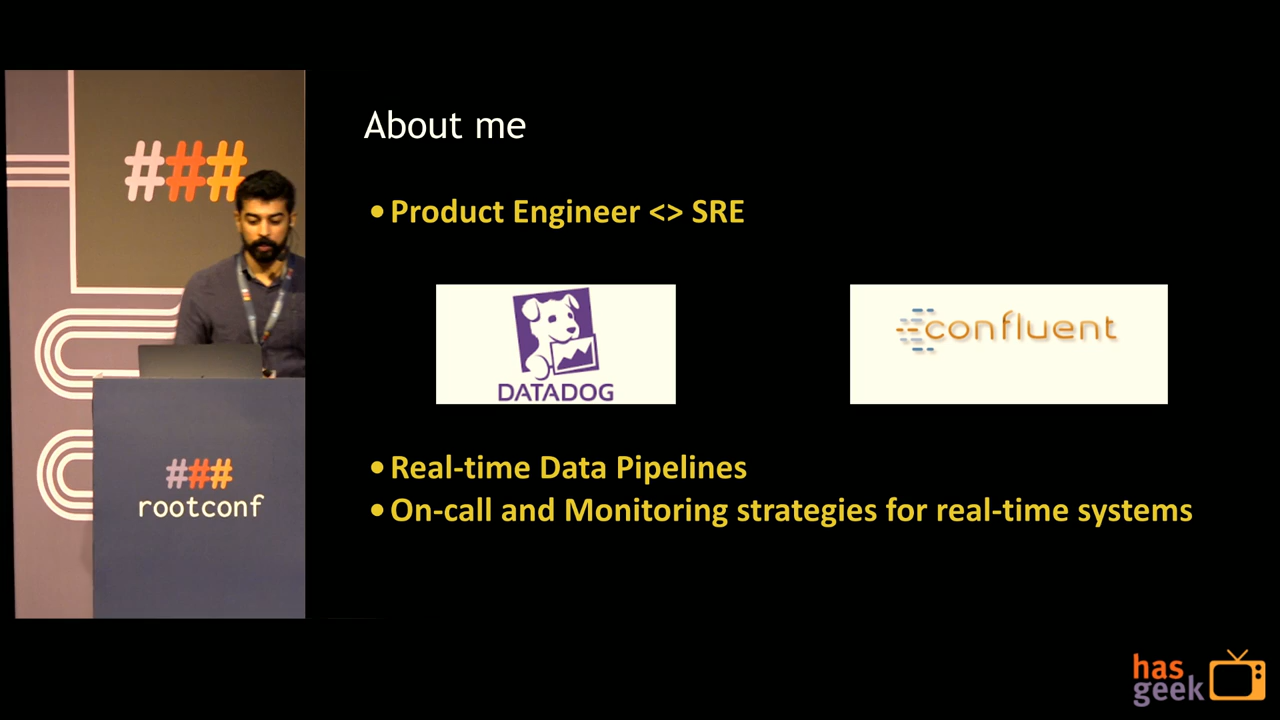 ###
About me
• Product Engineer <> SRE
DATADOG
confluent
• Real-time Data Pipelines
• On-call and Monitoring strategies for real-time systems
###
rootconf
has
geek